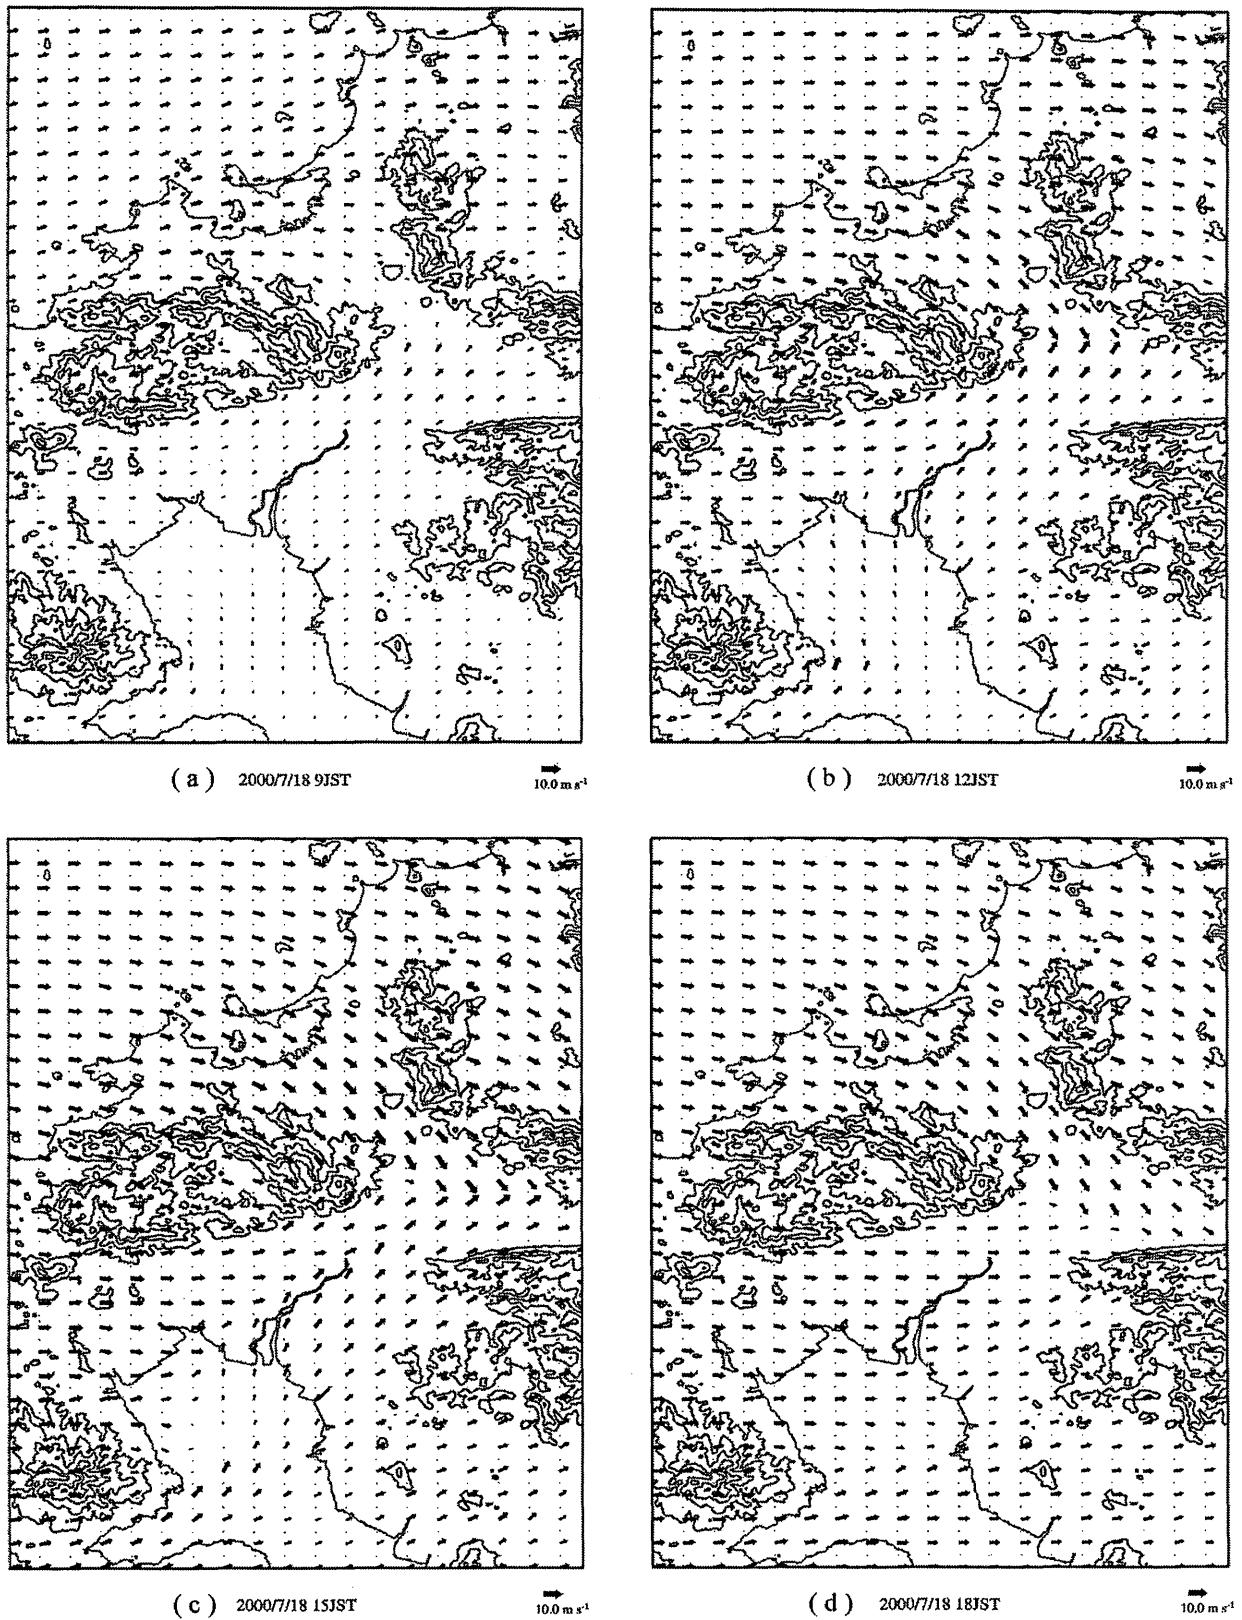 ( a ) 2000/7/18 9JST
10.0 m s⁻¹
( b ) 2000/7/18 12JST
10.0 m s⁻¹
( c ) 2000/7/18 15JST
10.0 m s⁻¹
( d ) 2000/7/18 18JST
10.0 m s⁻¹